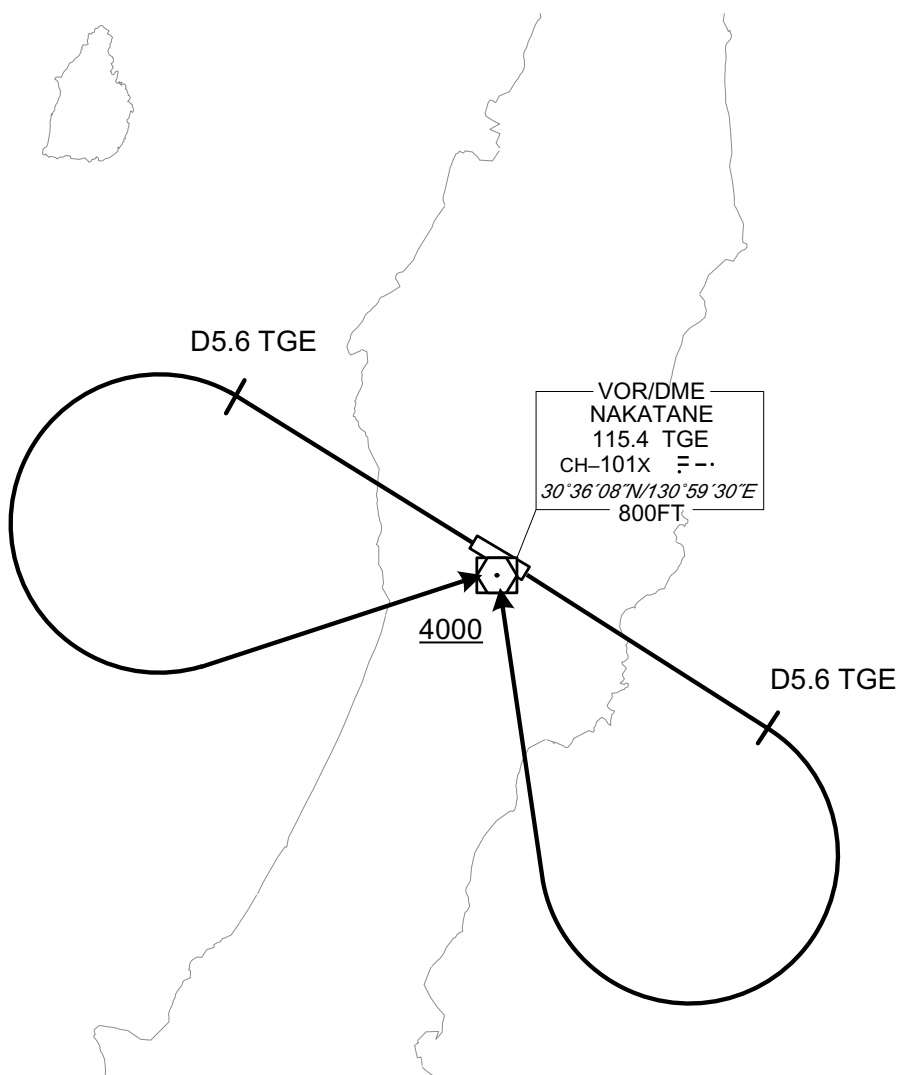 D5.6 TGE
VOR/DME
NAKATANE
115.4 TGE
CH–101X
30°36´08˝N/130°59´30˝E
800FT
4000
D5.6 TGE